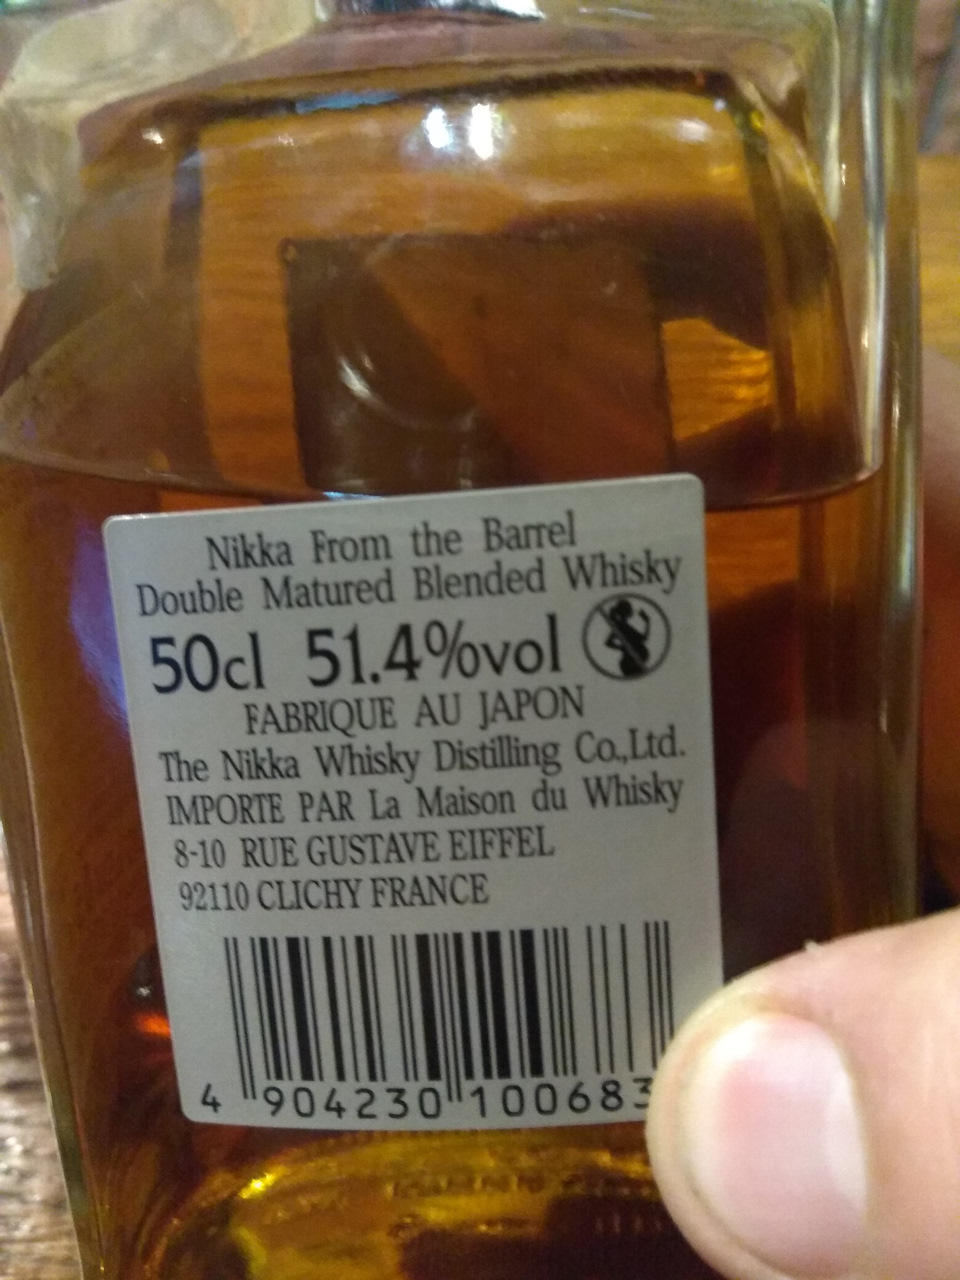 Nikka From the Barrel
Double Matured Blended Whisky
50cl 51.4%vol
FABRIQUE AU JAPON
The Nikka Whisky Distilling Co.,Ltd.
IMPORTE PAR La Maison du Whisky
8-10 RUE GUSTAVE EIFFEL
92110 CLICHY FRANCE
4 904230 100683